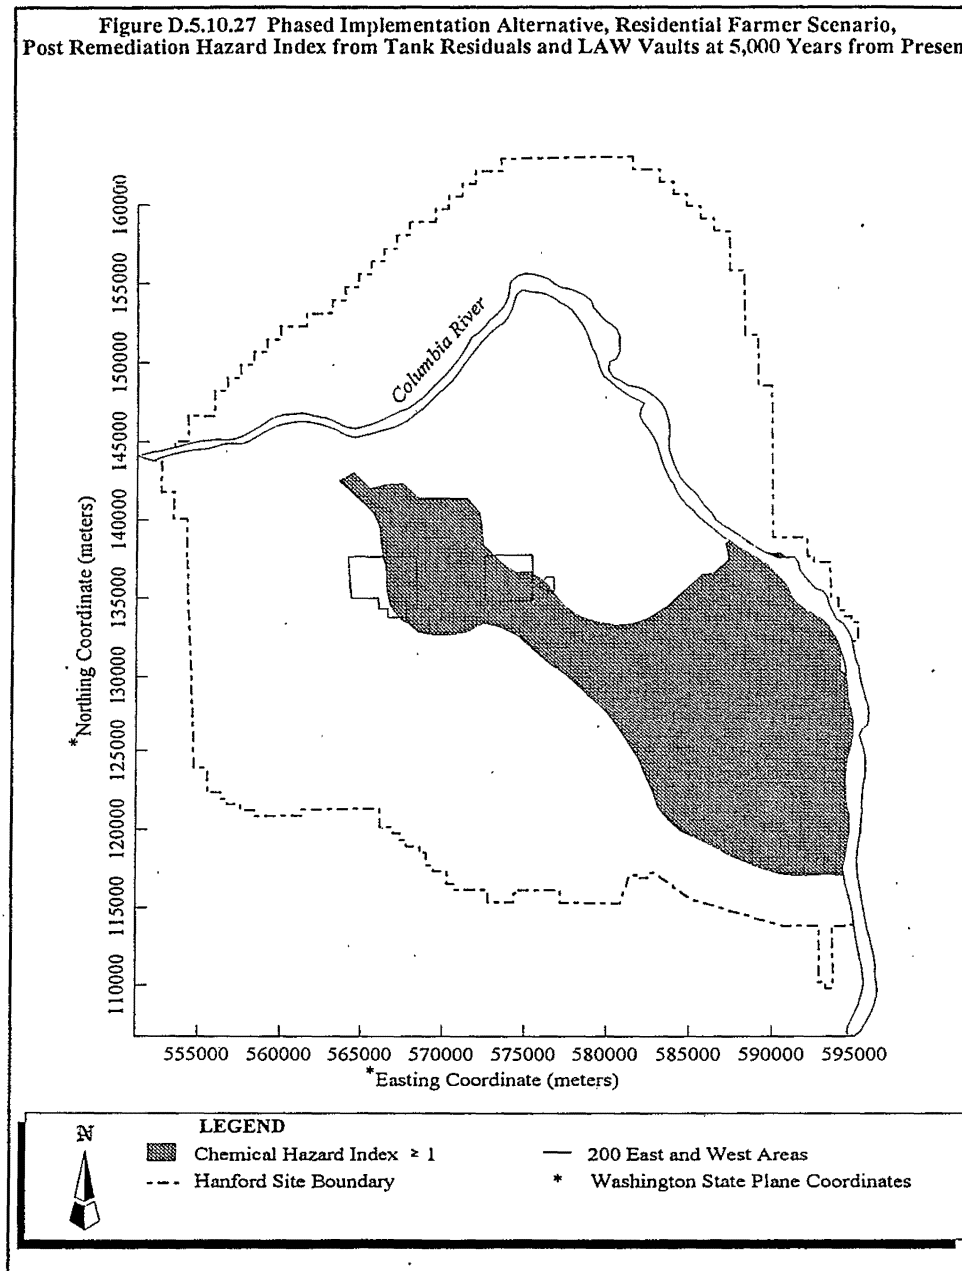 Figure D.5.10.27 Phased Implementation Alternative, Residential Farmer Scenario,
Post Remediation Hazard Index from Tank Residuals and LAW Vaults at 5,000 Years from Present
160000
155000
150000
145000
140000
135000
130000
125000
120000
115000
110000
*Northing Coordinate (meters)
Columbia River
555000 560000 565000 570000 575000 580000 585000 590000 595000
*Easting Coordinate (meters)
N
LEGEND
Chemical Hazard Index ≥ 1
200 East and West Areas
Hanford Site Boundary
* Washington State Plane Coordinates